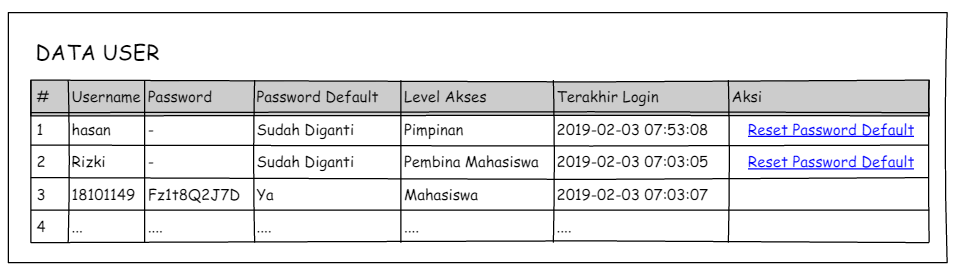 DATA USER
# Username Password Password Default Level Akses Terakhir Login Aksi
1 hasan - Sudah Diganti Pimpinan 2019-02-03 07:53:08 Reset Password Default
2 Rizki - Sudah Diganti Pembina Mahasiswa 2019-02-03 07:03:05 Reset Password Default
3 18101149 Fz1t8Q2J7D Ya Mahasiswa 2019-02-03 07:03:07
4 ... .... .... .... ....